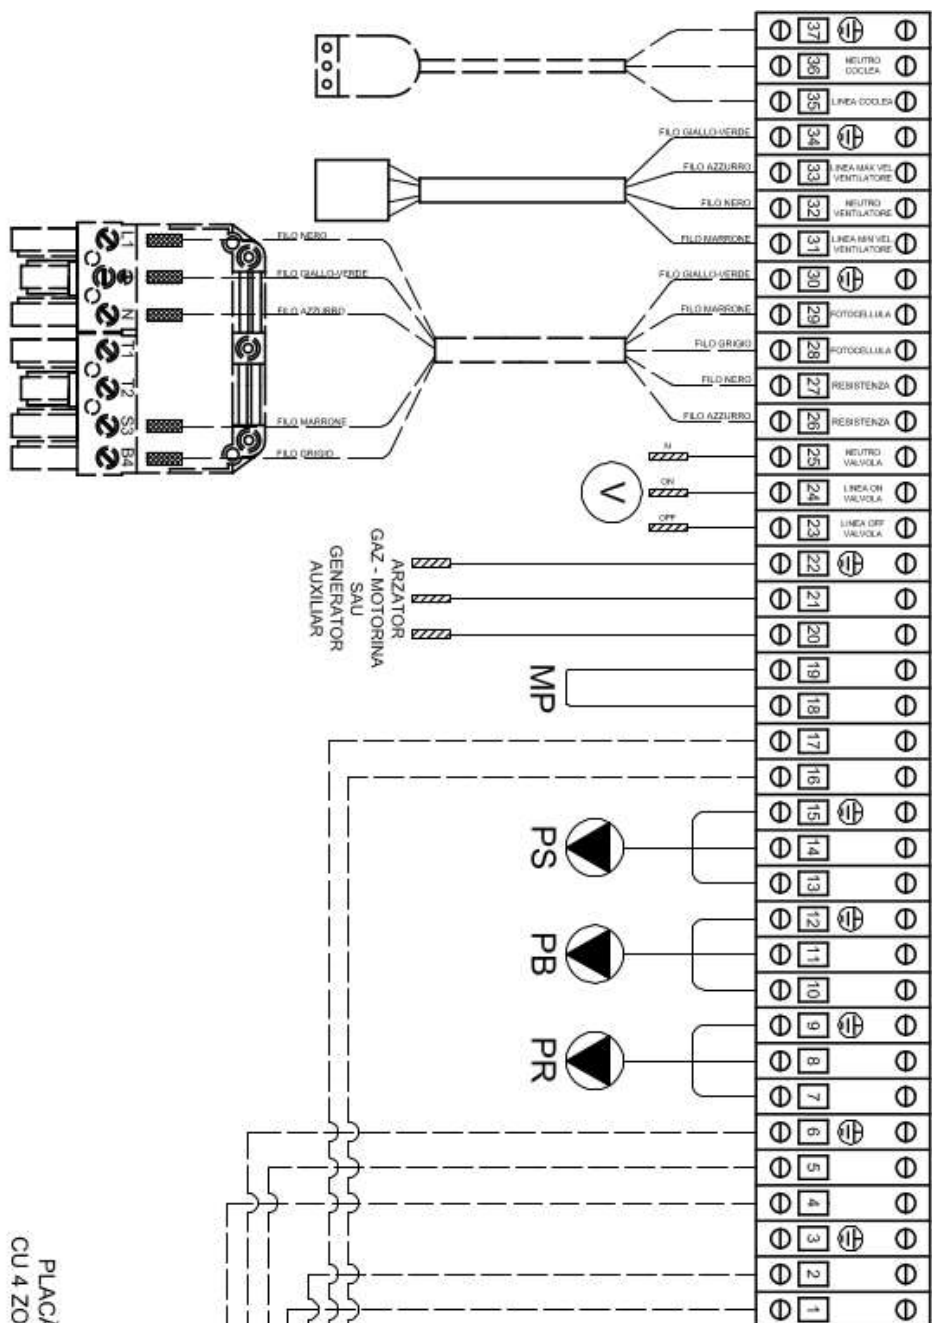 37
36
NEUTRO
COCLEA
35
LINEA COCLEA
34
33
LINEA MAX VEL.
VENTILATORE
32
NEUTRO
VENTILATORE
31
LINEA MIN VEL.
VENTILATORE
30
29
FOTOCELLULA
28
FOTOCELLULA
27
RESISTENZA
26
RESISTENZA
25
NEUTRO
VALVOLA
24
LINEA ON
VALVOLA
23
LINEA OFF
VALVOLA
22
21
20
19
18
17
16
15
14
13
12
11
10
9
8
7
6
5
4
3
2
1
FILO GIALLO-VERDE
FILO AZZURRO
FILO NERO
FILO MARRONE
FILO GIALLO-VERDE
FILO MARRONE
FILO GRIGIO
FILO NERO
FILO AZZURRO
FILO NERO
FILO GIALLO-VERDE
FILO AZZURRO
FILO MARRONE
FILO GRIGIO
L1
N
T1
T2
S3
B4
N
ON
OFF
V
ARZATOR
GAZ - MOTORINA
SAU
GENERATOR
AUXILIAR
MP
PS
PB
PR
PLACĂ
CU 4 ZO